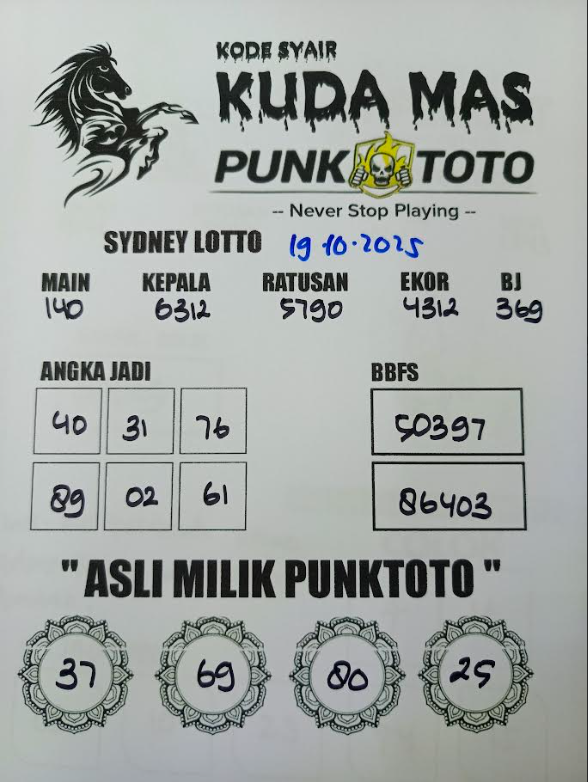 KODE SYAIR
KUDA MAS
PUNK TOTO
-- Never Stop Playing --
SYDNEY LOTTO 19·10·2025
MAIN KEPALA RATUSAN EKOR BJ
140 6312 5790 4312 369
ANGKA JADI BBFS
40 31 76 50397
89 02 61 86403
" ASLI MILIK PUNKTOTO "
37 69 80 25